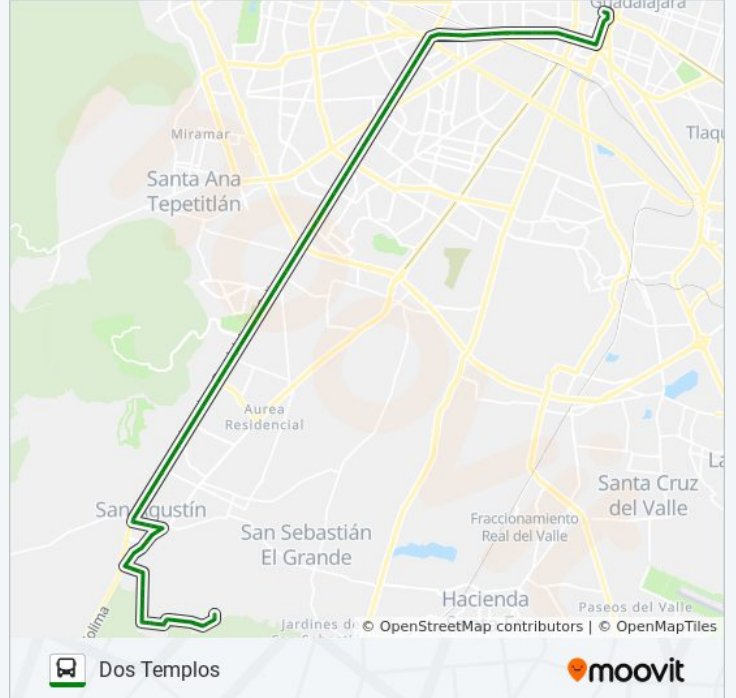 Guadalajara
Miramar
Tlaqu
Santa Ana
Tepetitlán
Aurea
Residencial
San Agustín
San Sebastián
El Grande
Santa Cruz
del Valle
La
Fraccionamiento
Real del Valle
Hacienda
Paseos del Valle
olima
Jardines de
© OpenStreetMap contributors | © OpenMapTiles
Dos Templos
moovit